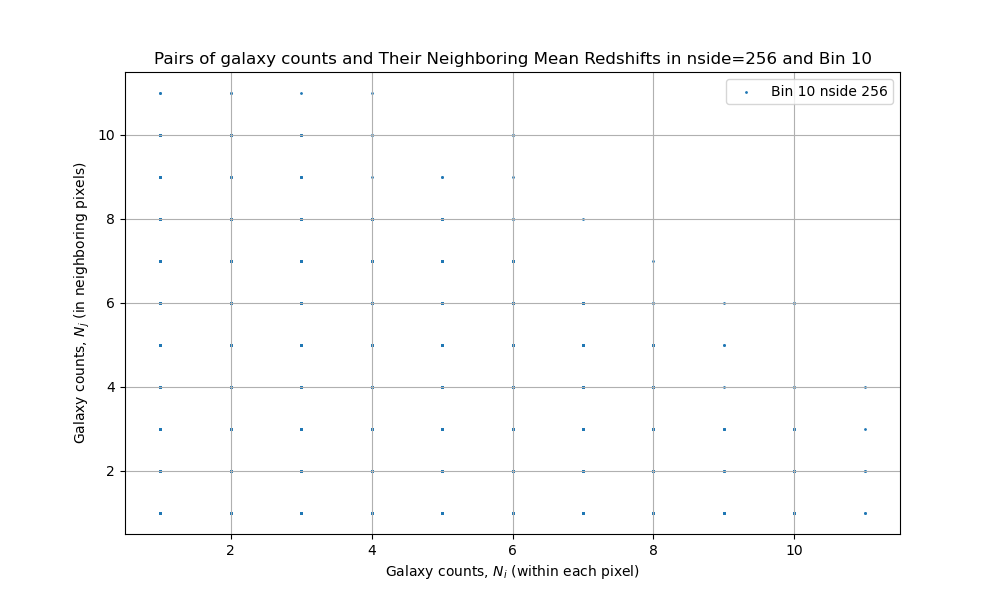 Pairs of galaxy counts and Their Neighboring Mean Redshifts in nside=256 and Bin 10
Bin 10 nside 256
10
8
6
4
2
Galaxy counts, N_j (in neighboring pixels)
2 4 6 8 10
Galaxy counts, N_i (within each pixel)